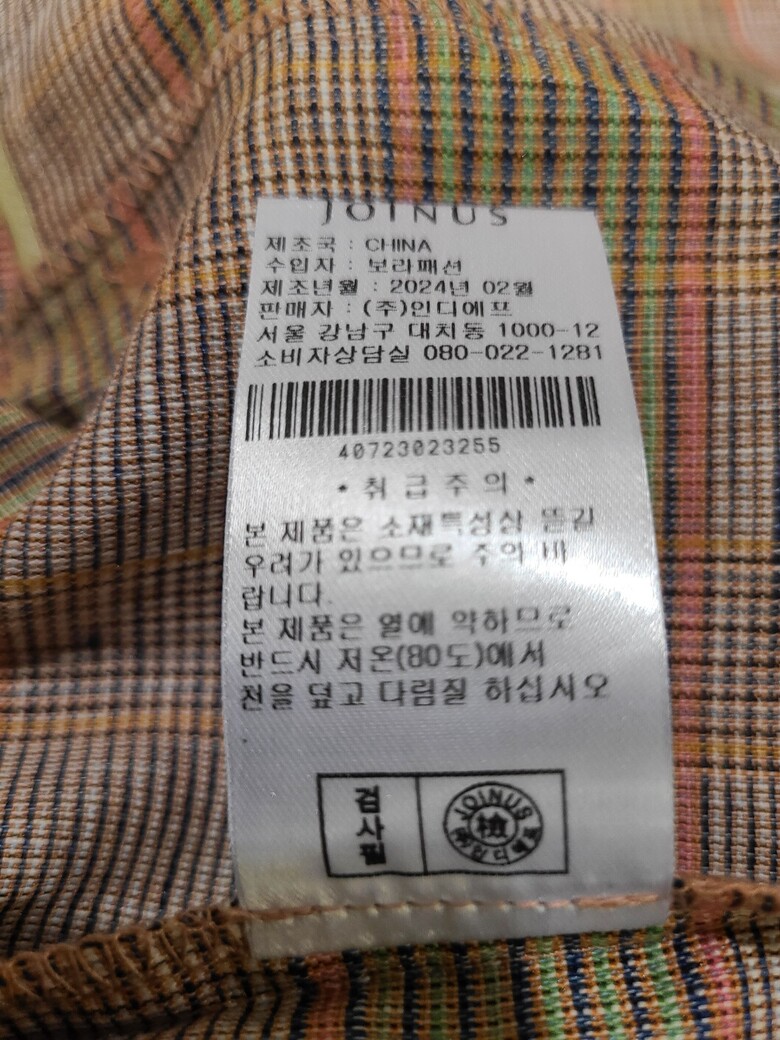 JOINUS
제조국 : CHINA
수입자 : 보라패션
제조년월 : 2024년 02월
판매자 : (주)인디에프
서울 강남구 대치동 1000-12
소비자상담실 080-022-1281
40723023255
* 취 급 주 의 *
본 제품은 소재특성상 뜯길
우려가 있으므로 주의 바
랍니다.
본 제품은 열에 약하므로
반드시 저온(80도)에서
천을 덮고 다림질 하십시오
검사필
JOINUS
檢
㈜인디에프